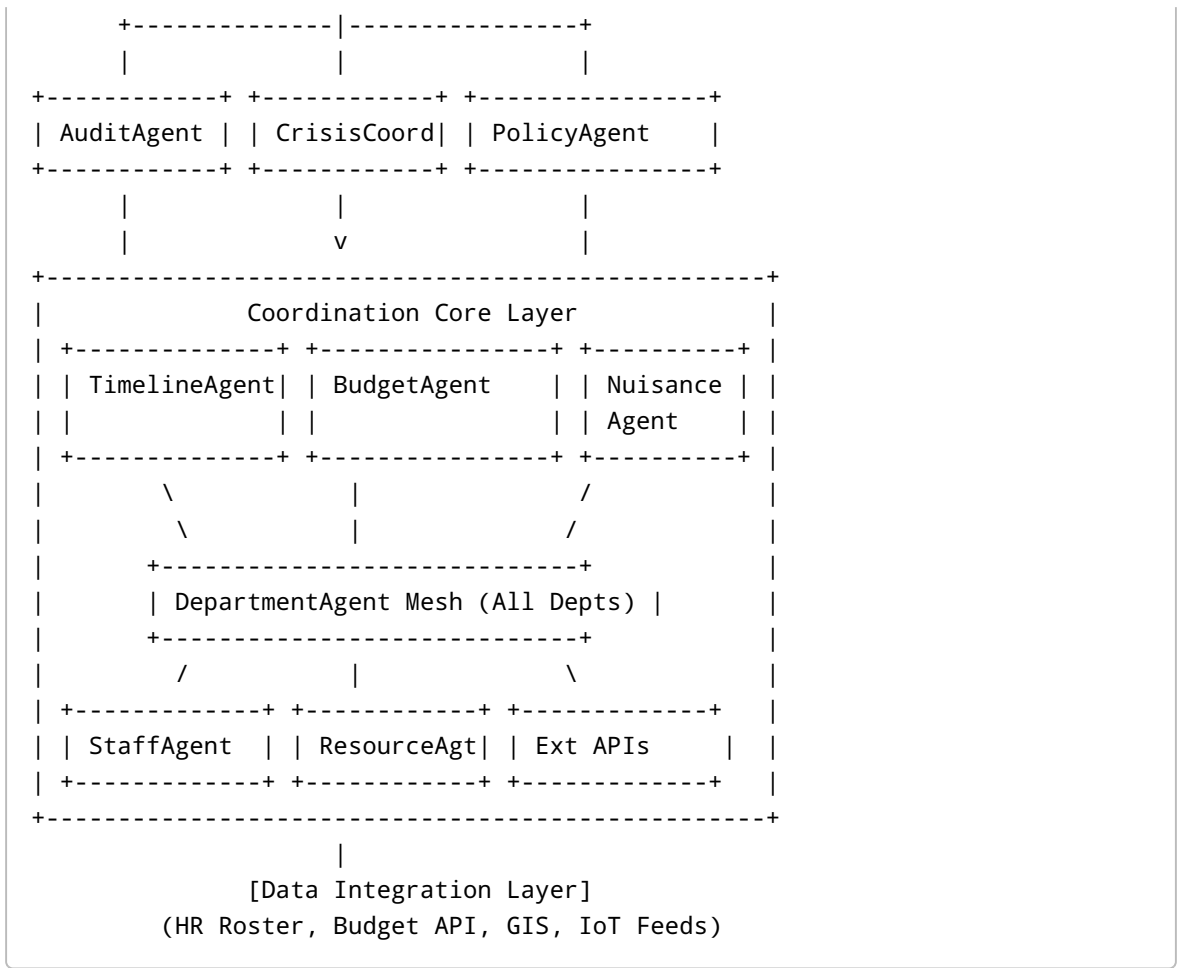 +--------------|----------------+
|              |                |
+------------+ +------------+ +----------------+
| AuditAgent | | CrisisCoord| | PolicyAgent    |
+------------+ +------------+ +----------------+
|              |                |
|              v                |
+--------------------------------------------------+
|              Coordination Core Layer             |
| +--------------+ +----------------+ +----------+ |
| | TimelineAgent| | BudgetAgent    | | Nuisance | |
| |              | |                | | Agent    | |
| +--------------+ +----------------+ +----------+ |
|        \            |               /            |
|         \           |              /             |
|       +-----------------------------+            |
|       | DepartmentAgent Mesh (All Depts) |       |
|       +-----------------------------+            |
|         /           |              \             |
| +-------------+ +------------+ +-------------+   |
| | StaffAgent  | | ResourceAgt| | Ext APIs     |  |
| +-------------+ +------------+ +-------------+   |
+--------------------------------------------------+
|
[Data Integration Layer]
(HR Roster, Budget API, GIS, IoT Feeds)